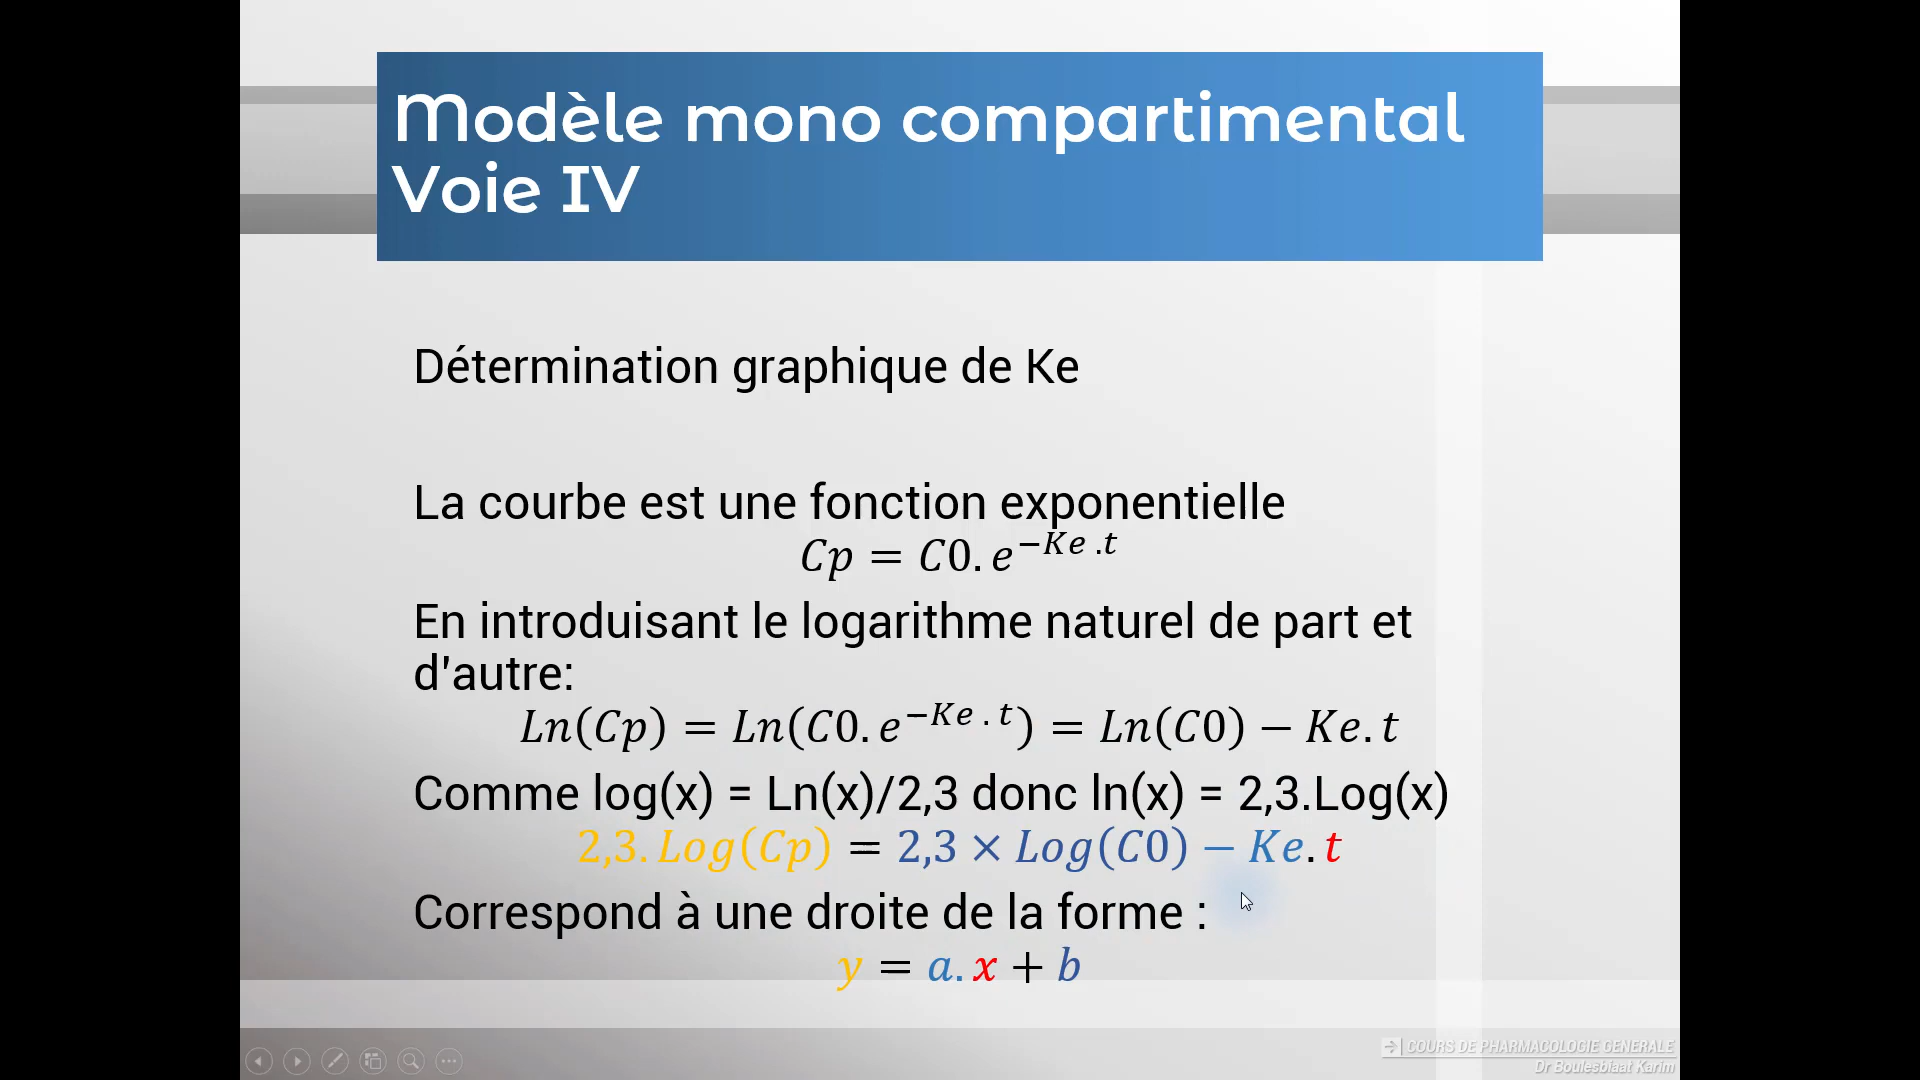 Modèle mono compartimental
Voie IV
Détermination graphique de Ke
La courbe est une fonction exponentielle
Cp = C0. e^{−Ke .t}
En introduisant le logarithme naturel de part et
d'autre:
Ln(Cp) = Ln(C0. e^{−Ke . t}) = Ln(C0) − Ke. t
Comme log(x) = Ln(x)/2,3 donc ln(x) = 2,3.Log(x)
2,3. Log(Cp) = 2,3 × Log(C0) − Ke. t
Correspond à une droite de la forme :
y = a. x + b
COURS DE PHARMACOLOGIE GENERALE
Dr Boulesblaat Karim